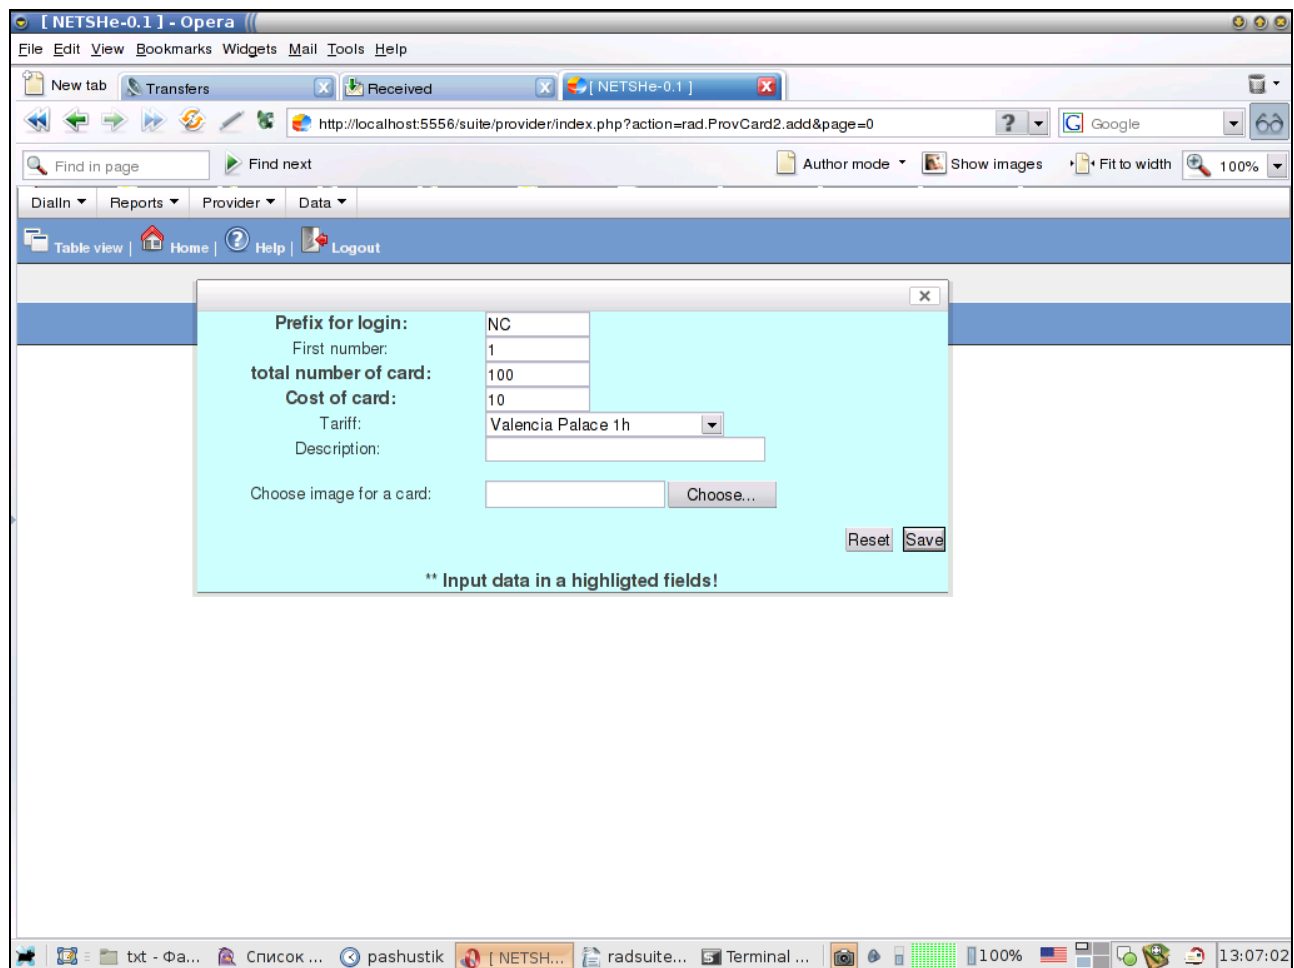 [ NETSHe-0.1 ] - Opera
File Edit View Bookmarks Widgets Mail Tools Help
New tab Transfers Received [ NETSHe-0.1 ]
http://localhost:5556/suite/provider/index.php?action=rad.ProvCard2.add&page=0 ? Google
Find in page Find next Author mode Show images Fit to width 100%
DialIn Reports Provider Data
Table view | Home | Help | Logout
Prefix for login: NC
First number: 1
total number of card: 100
Cost of card: 10
Tariff: Valencia Palace 1h
Description:
Choose image for a card: Choose...
Reset Save
** Input data in a highligted fields!
txt - Фа... Список ... pashustik [ NETSH... radsuite... Terminal ... 100% 13:07:02